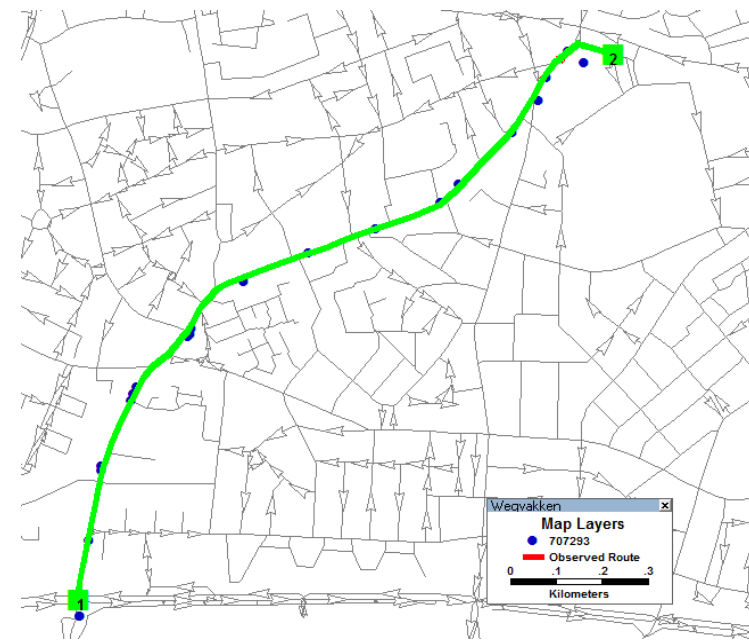 2
Wegvakken
Map Layers
707293
Observed Route
0 .1 .2 .3
Kilometers
1